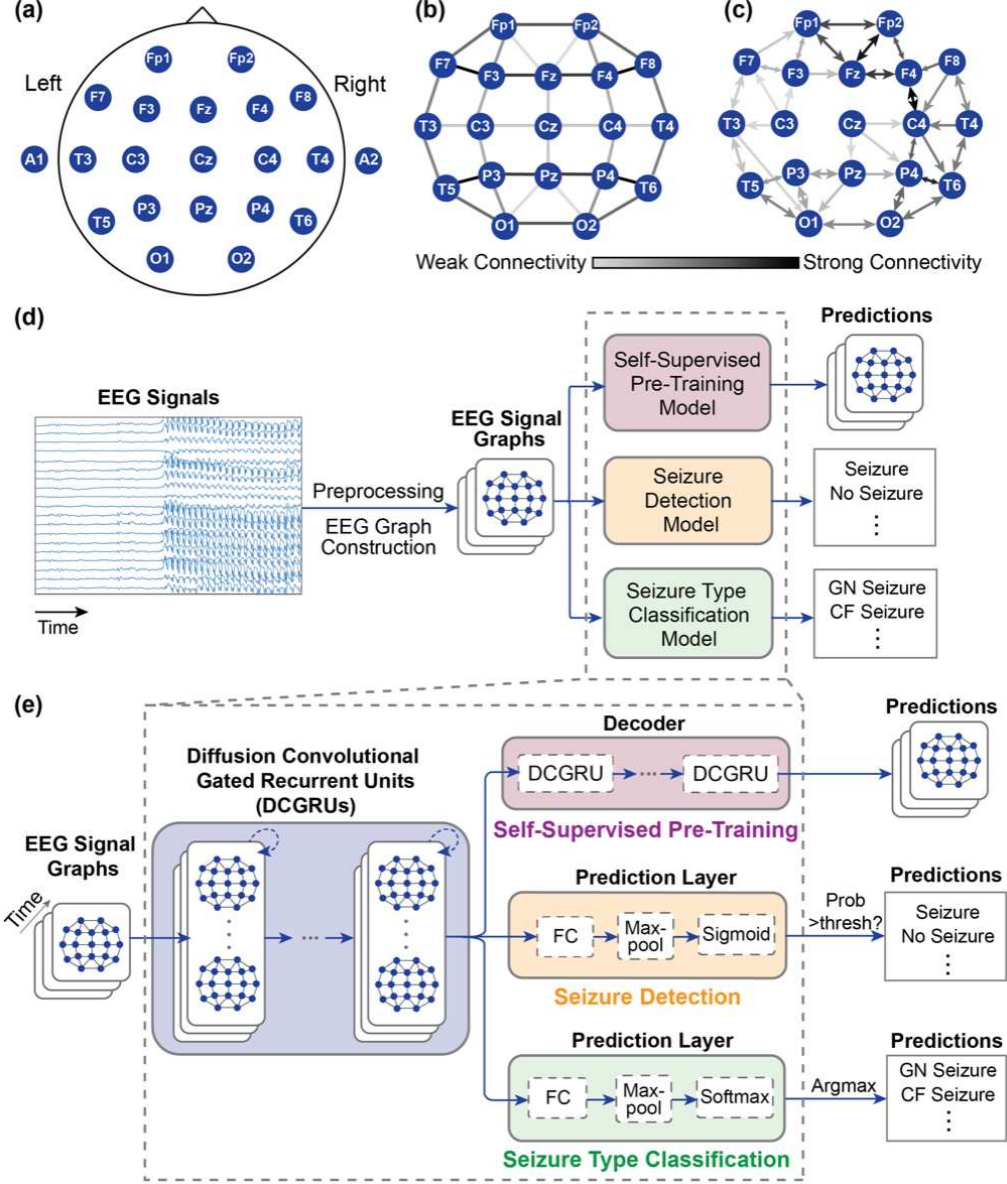 (a)
Left
Right
Fp1 Fp2
F7 F3 Fz F4 F8
A1 T3 C3 Cz C4 T4 A2
T5 P3 Pz P4 T6
O1 O2
(b)
Fp1 Fp2
F7 F3 Fz F4 F8
T3 C3 Cz C4 T4
T5 P3 Pz P4 T6
O1 O2
(c)
Fp1 Fp2
F7 F3 Fz F4 F8
T3 C3 Cz C4 T4
T5 P3 Pz P4 T6
O1 O2
Weak Connectivity
Strong Connectivity
(d)
EEG Signals
Time
Preprocessing
EEG Graph
Construction
EEG Signal
Graphs
Self-Supervised
Pre-Training
Model
Seizure
Detection
Model
Seizure Type
Classification
Model
Predictions
Seizure
No Seizure
⋮
GN Seizure
CF Seizure
⋮
(e)
EEG Signal
Graphs
Time
Diffusion Convolutional
Gated Recurrent Units
(DCGRUs)
...
Decoder
DCGRU ... DCGRU
Self-Supervised Pre-Training
Predictions
Prediction Layer
FC
Max-
pool
Sigmoid
Seizure Detection
Prob
>thresh?
Predictions
Seizure
No Seizure
⋮
Prediction Layer
FC
Max-
pool
Softmax
Seizure Type Classification
Argmax
Predictions
GN Seizure
CF Seizure
⋮